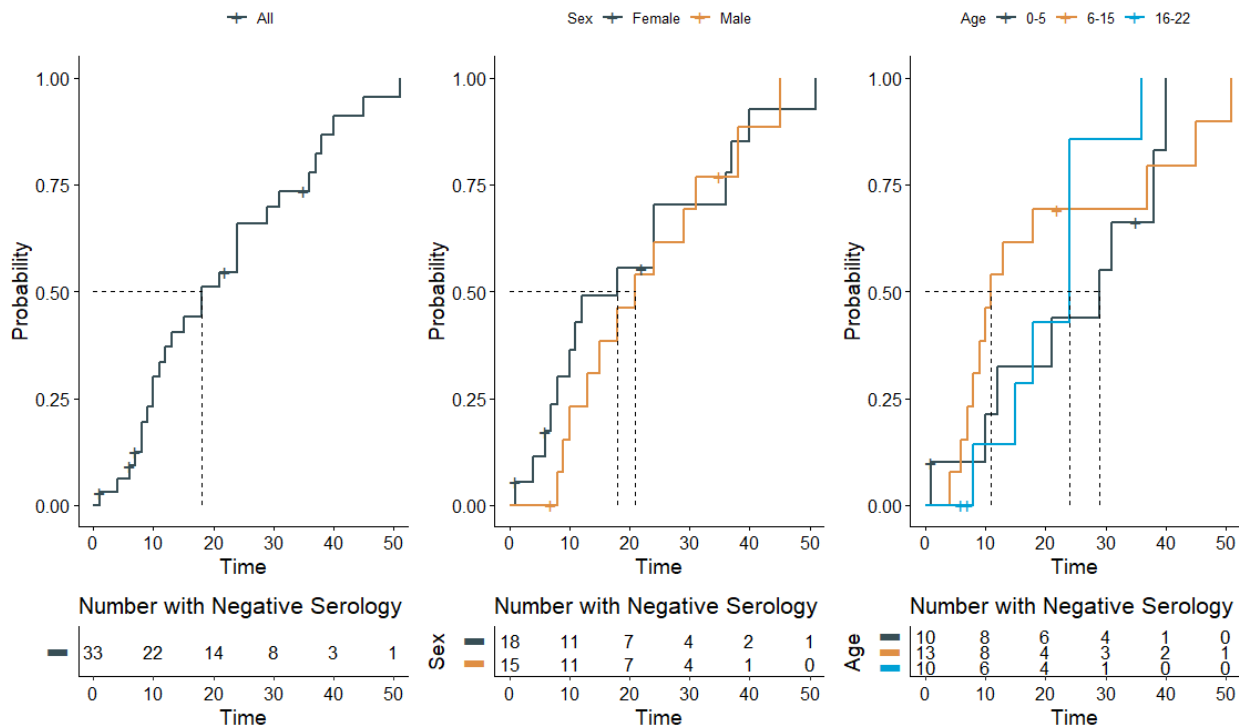 All
Sex Female Male
Age 0-5 6-15 16-22
Probability
1.00
0.75
0.50
0.25
0.00
0 10 20 30 40 50
Time
Probability
1.00
0.75
0.50
0.25
0.00
0 10 20 30 40 50
Time
Probability
1.00
0.75
0.50
0.25
0.00
0 10 20 30 40 50
Time
Number with Negative Serology
33 22 14 8 3 1
0 10 20 30 40 50
Time
Number with Negative Serology
Sex
18 11 7 4 2 1
15 11 7 4 1 0
0 10 20 30 40 50
Time
Number with Negative Serology
Age
10 8 6 4 1 0
13 8 4 3 2 1
10 6 4 1 0 0
0 10 20 30 40 50
Time